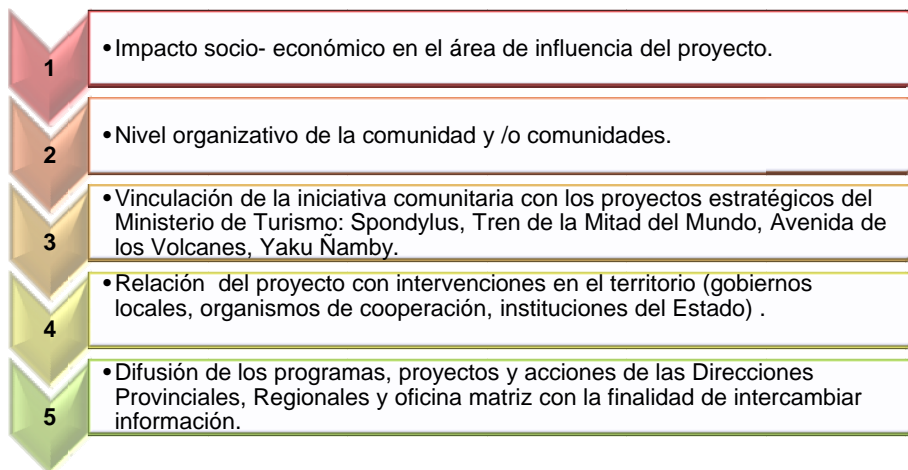 1
•Impacto socio- económico en el área de influencia del proyecto.
2
•Nivel organizativo de la comunidad y /o comunidades.
3
•Vinculación de la iniciativa comunitaria con los proyectos estratégicos del
Ministerio de Turismo: Spondylus, Tren de la Mitad del Mundo, Avenida de
los Volcanes, Yaku Ñamby.
4
•Relación  del proyecto con intervenciones en el territorio (gobiernos
locales, organismos de cooperación, instituciones del Estado) .
5
•Difusión de los programas, proyectos y acciones de las Direcciones
Provinciales, Regionales y oficina matriz con la finalidad de intercambiar
información.